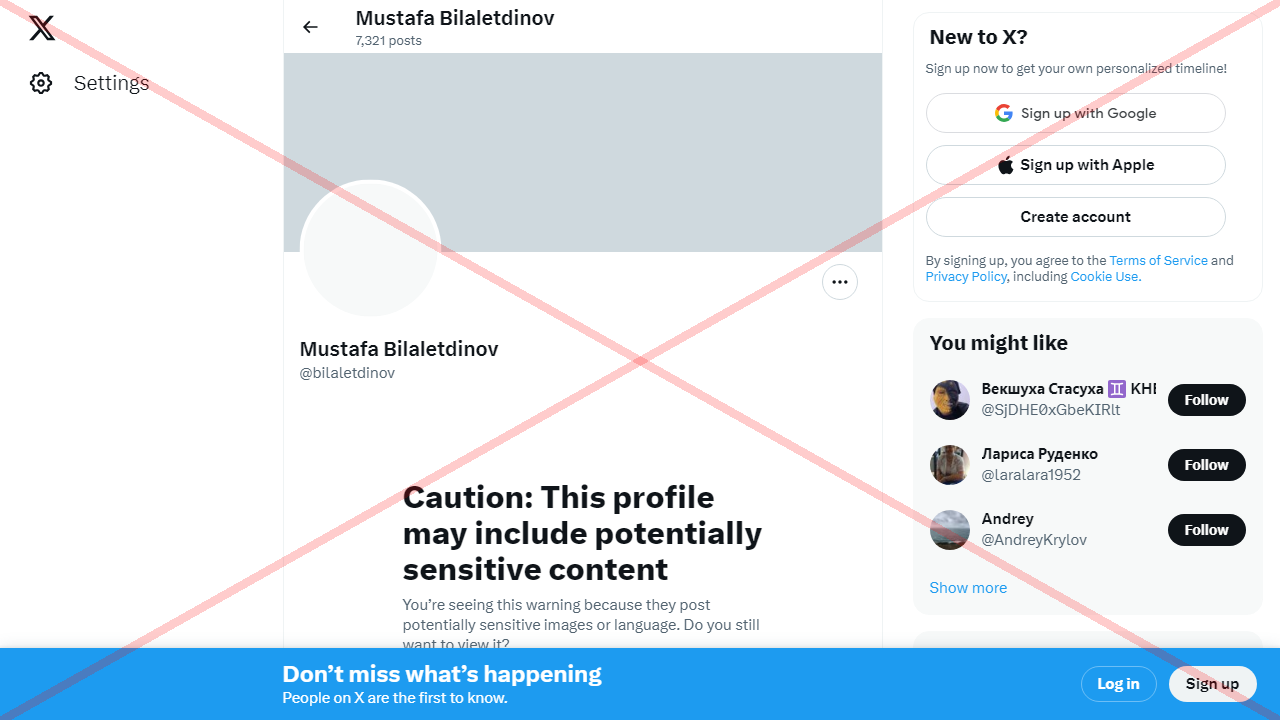 Settings
Mustafa Bilaletdinov
7,321 posts
Mustafa Bilaletdinov
@bilaletdinov
Caution: This profile
may include potentially
sensitive content
You're seeing this warning because they post
potentially sensitive images or language. Do you still
want to view it?
New to X?
Sign up now to get your own personalized timeline!
Sign up with Google
Sign up with Apple
Create account
By signing up, you agree to the Terms of Service and
Privacy Policy, including Cookie Use.
You might like
Векшуха Стасуха ♊ КНЕ
@SjDHE0xGbeKIRlt
Follow
Лариса Руденко
@laralara1952
Follow
Andrey
@AndreyKrylov
Follow
Show more
Don't miss what's happening
People on X are the first to know.
Log in
Sign up